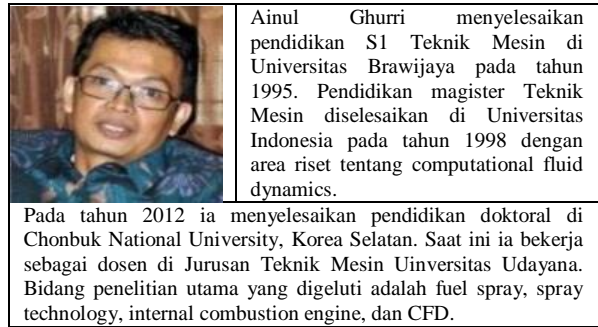 Ainul Ghurri menyelesaikan
pendidikan S1 Teknik Mesin di
Universitas Brawijaya pada tahun
1995. Pendidikan magister Teknik
Mesin diselesaikan di Universitas
Indonesia pada tahun 1998 dengan
area riset tentang computational fluid
dynamics.
Pada tahun 2012 ia menyelesaikan pendidikan doktoral di
Chonbuk National University, Korea Selatan. Saat ini ia bekerja
sebagai dosen di Jurusan Teknik Mesin Uinversitas Udayana.
Bidang penelitian utama yang digeluti adalah fuel spray, spray
technology, internal combustion engine, dan CFD.